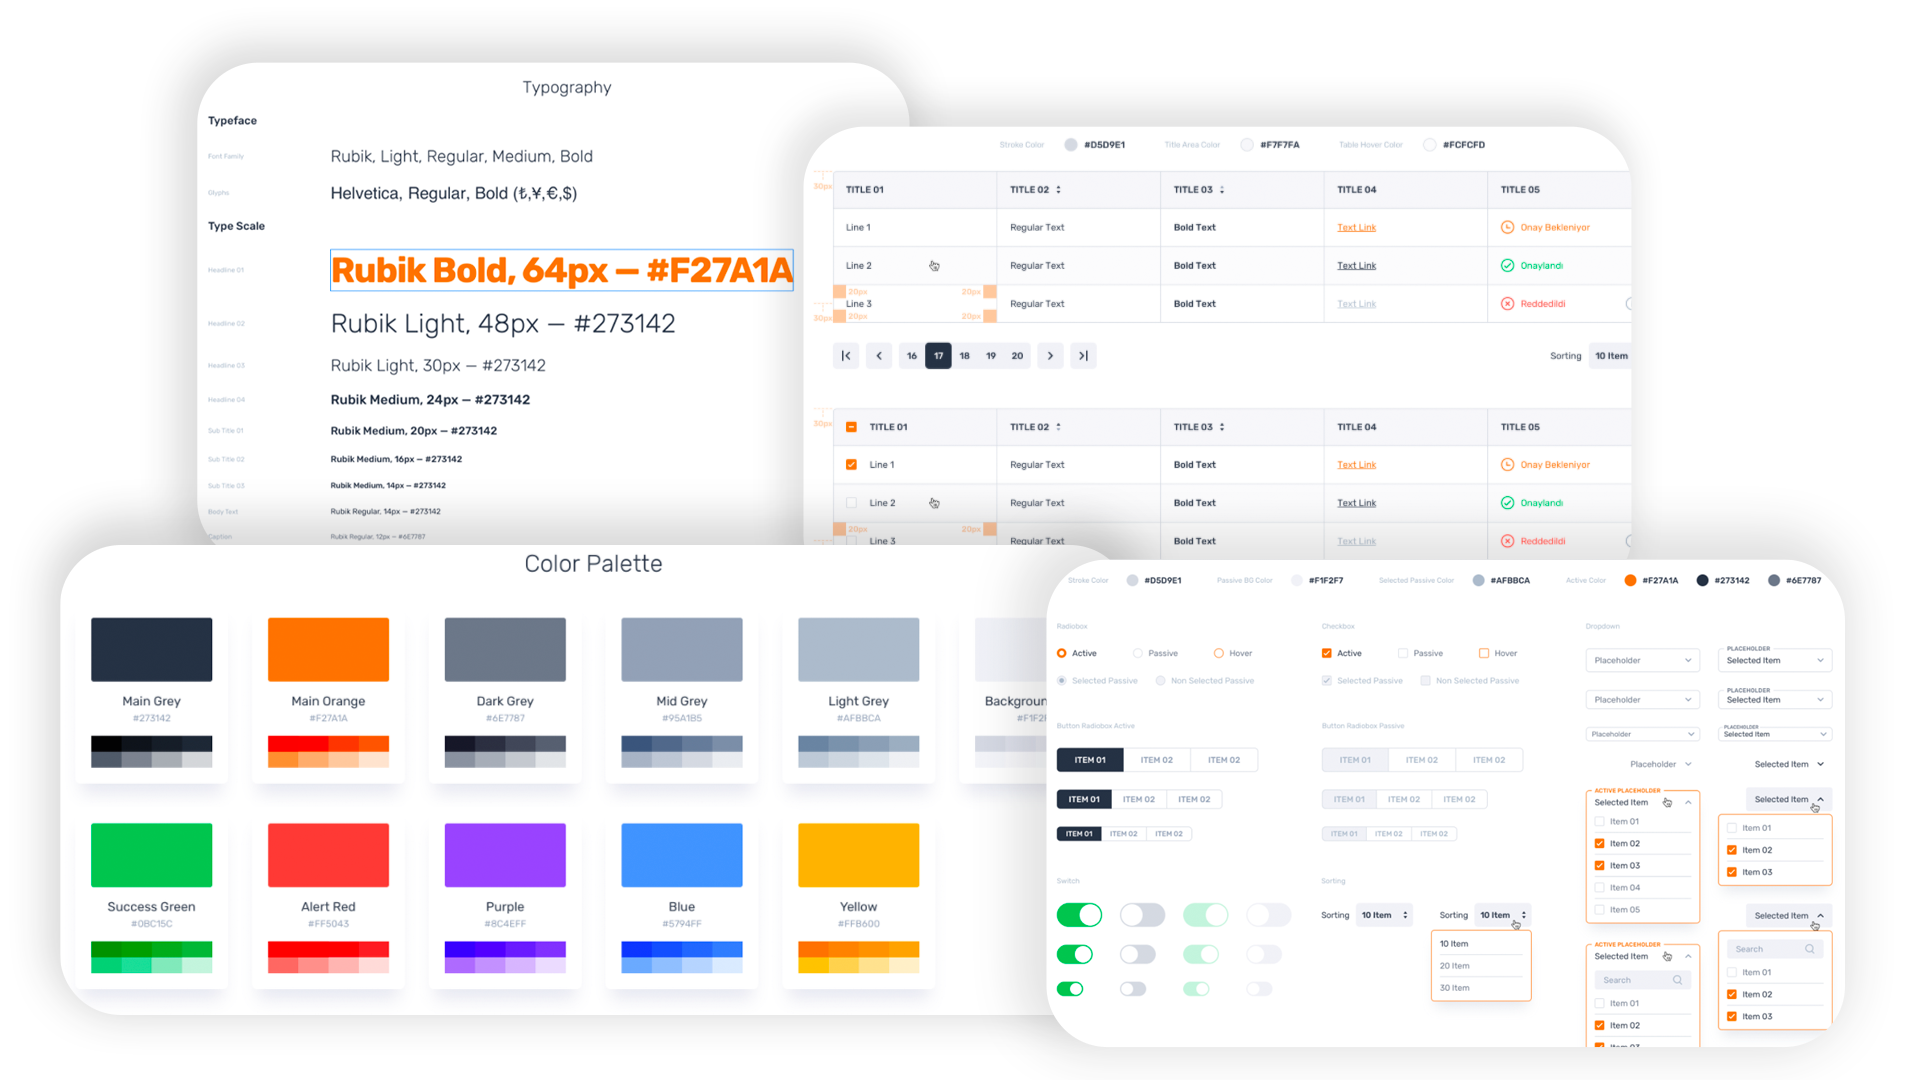 Typography
Typeface
Font Family
Rubik, Light, Regular, Medium, Bold
Glyphs
Helvetica, Regular, Bold (₺,¥,€,$)
Type Scale
Headline 01
Rubik Bold, 64px — #F27A1A
Headline 02
Rubik Light, 48px — #273142
Headline 03
Rubik Light, 30px — #273142
Headline 04
Rubik Medium, 24px — #273142
Sub Title 01
Rubik Medium, 20px — #273142
Sub Title 02
Rubik Medium, 16px — #273142
Sub Title 03
Rubik Medium, 14px — #273142
Body Text
Rubik Regular, 14px — #273142
Caption
Rubik Regular, 12px — #6E7787
Stroke Color #D5D9E1 Title Area Color #F7F7FA Table Hover Color #FCFCFD
30px
TITLE 01 TITLE 02 TITLE 03 TITLE 04 TITLE 05
Line 1 Regular Text Bold Text Text Link Onay Bekleniyor
Line 2 Regular Text Bold Text Text Link Onaylandı
20px 20px
Line 3 Regular Text Bold Text Text Link Reddedildi
30px 20px 20px
16 17 18 19 20 Sorting 10 Item
30px
TITLE 01 TITLE 02 TITLE 03 TITLE 04 TITLE 05
Line 1 Regular Text Bold Text Text Link Onay Bekleniyor
Line 2 Regular Text Bold Text Text Link Onaylandı
20px 20px
Line 3 Regular Text Bold Text Text Link Reddedildi
Color Palette
Main Grey Main Orange Dark Grey Mid Grey Light Grey
#273142 #F27A1A #6E7787 #95A1B5 #AFBBCA
Success Green Alert Red Purple Blue Yellow
#0BC15C #FF5043 #8C4EFF #5794FF #FFB600
Stroke Color #D5D9E1 Passive BG Color #F1F2F7 Selected Passive Color #AFBBCA Active Color #F27A1A #273142 #6E7787
Radiobox
Active Passive Hover
Selected Passive Non Selected Passive
Button Radiobox Active
ITEM 01 ITEM 02 ITEM 02
ITEM 01 ITEM 02 ITEM 02
ITEM 01 ITEM 02 ITEM 02
Switch
Checkbox
Active Passive Hover
Selected Passive Non Selected Passive
Button Radiobox Passive
ITEM 01 ITEM 02 ITEM 02
ITEM 01 ITEM 02 ITEM 02
ITEM 01 ITEM 02 ITEM 02
Sorting
Sorting 10 Item Sorting 10 Item
10 Item
20 Item
30 Item
Dropdown
Placeholder
Placeholder
Placeholder
Placeholder
ACTIVE PLACEHOLDER
Selected Item
Item 01
Item 02
Item 03
Item 04
Item 05
ACTIVE PLACEHOLDER
Selected Item
Search
Item 01
Item 02
PLACEHOLDER
Selected Item
PLACEHOLDER
Selected Item
PLACEHOLDER
Selected Item
Selected Item
Selected Item
Item 01
Item 02
Item 03
Selected Item
Search
Item 01
Item 02
Item 03